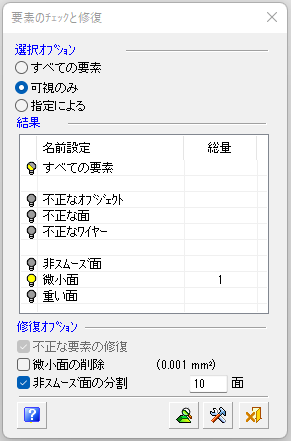 要素のチェックと修復
選択オプション
すべての要素
可視のみ
指定による
結果
名前設定 総量
すべての要素
不正なオブジェクト
不正な面
不正なワイヤー
非スムーズ面
微小面 1
重い面
修復オプション
不正な要素の修復
微小面の削除 (0.001 mm²)
非スムーズ面の分割 10 面
?